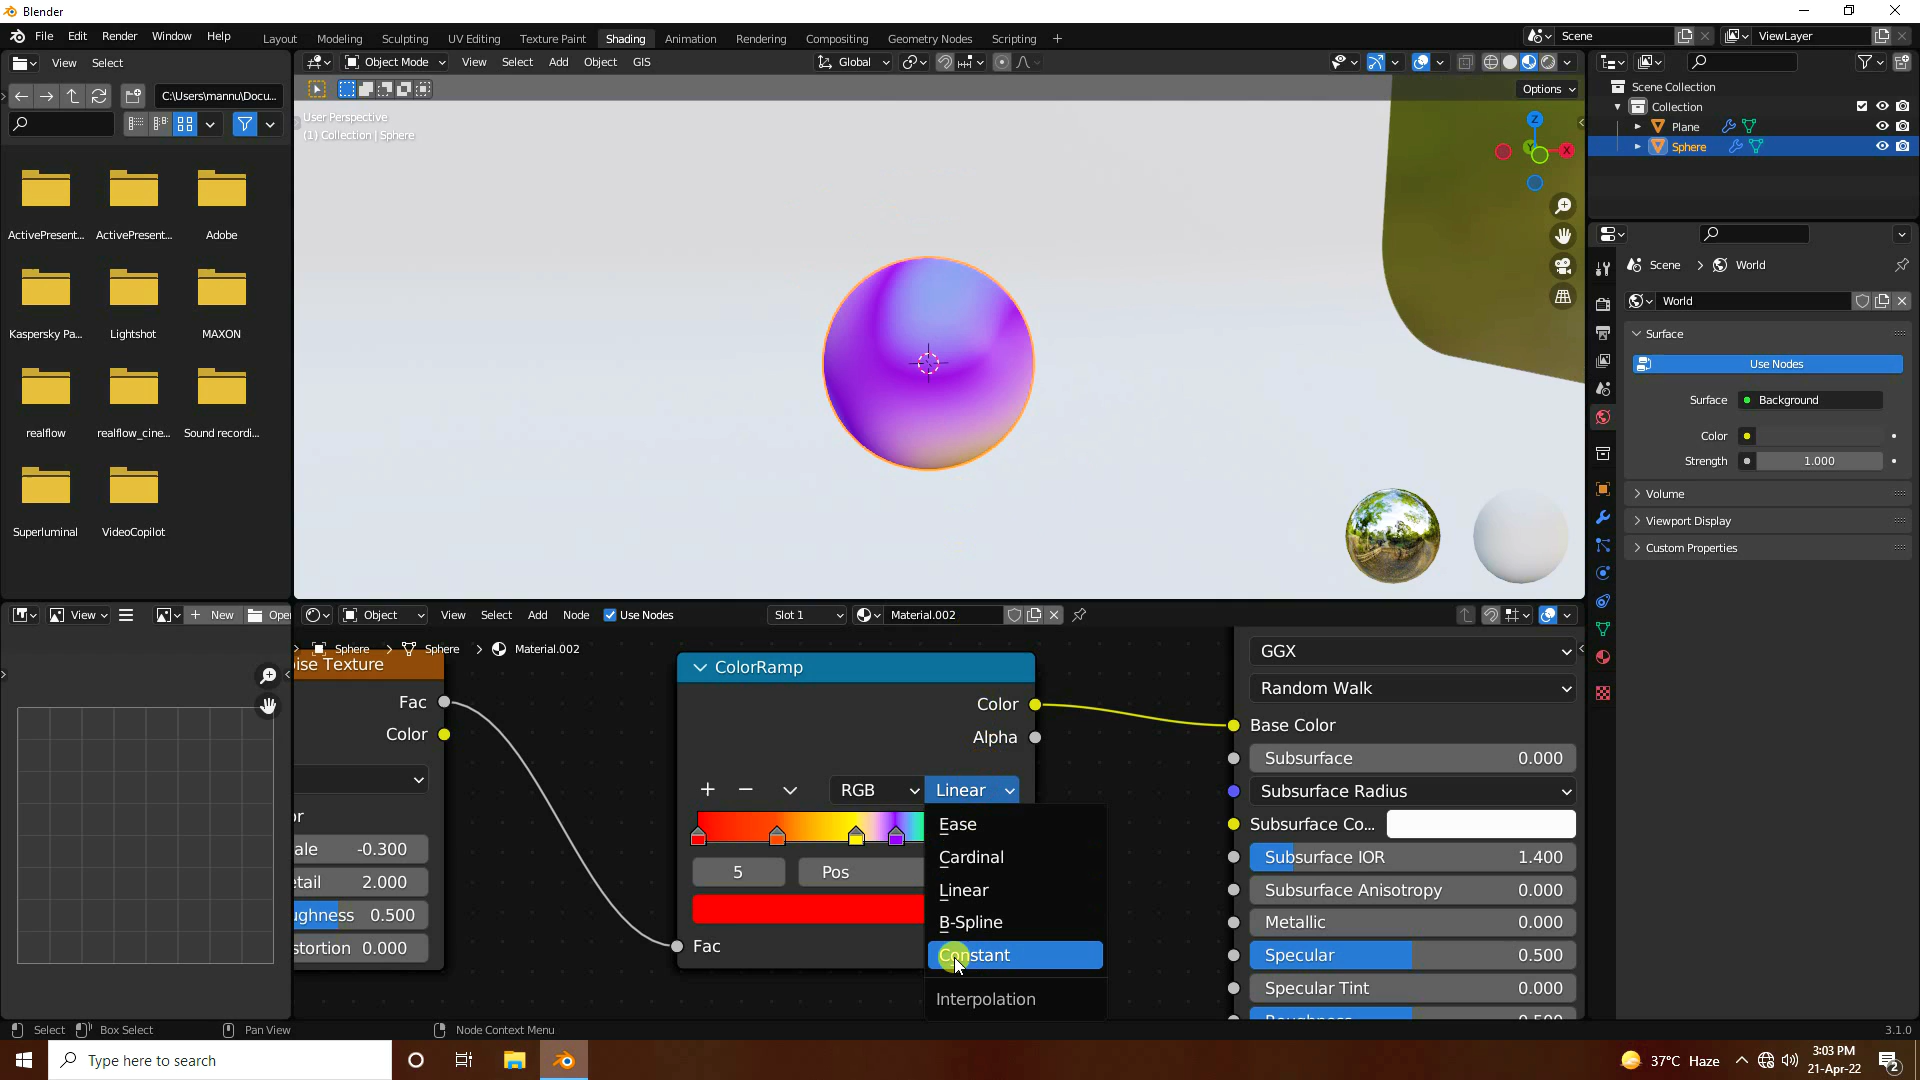 Blender
File Edit Render Window Help
Layout Modeling Sculpting UV Editing Texture Paint Shading Animation Rendering Compositing Geometry Nodes Scripting +
Scene
ViewLayer
View Select
Object Mode View Select Add Object GIS
Global
C:\Users\mannu\Docu...
Options
User Perspective
(1) Collection | Sphere
Z
Y
X
ActivePresent... ActivePresent... Adobe
Kaspersky Pa... Lightshot MAXON
realflow realflow_cine... Sound recordi...
Superluminal VideoCopilot
Scene Collection
Collection
Plane
Sphere
Scene > World
World
Surface
Use Nodes
Surface Background
Color
Strength 1.000
Volume
Viewport Display
Custom Properties
View + New Oper
Object View Select Add Node Use Nodes Slot 1 Material.002
Sphere > Sphere > Material.002
ise Texture
Fac
Color
or
ale -0.300
etail 2.000
ughness 0.500
stortion 0.000
ColorRamp
Color
Alpha
+ − RGB Linear
5 Pos
Fac
Ease
Cardinal
Linear
B-Spline
Constant
Interpolation
GGX
Random Walk
Base Color
Subsurface 0.000
Subsurface Radius
Subsurface Co...
Subsurface IOR 1.400
Subsurface Anisotropy 0.000
Metallic 0.000
Specular 0.500
Specular Tint 0.000
Roughness 0.500
Select Box Select Pan View Node Context Menu 3.1.0
Type here to search
37°C Haze
3:03 PM
21-Apr-22
2